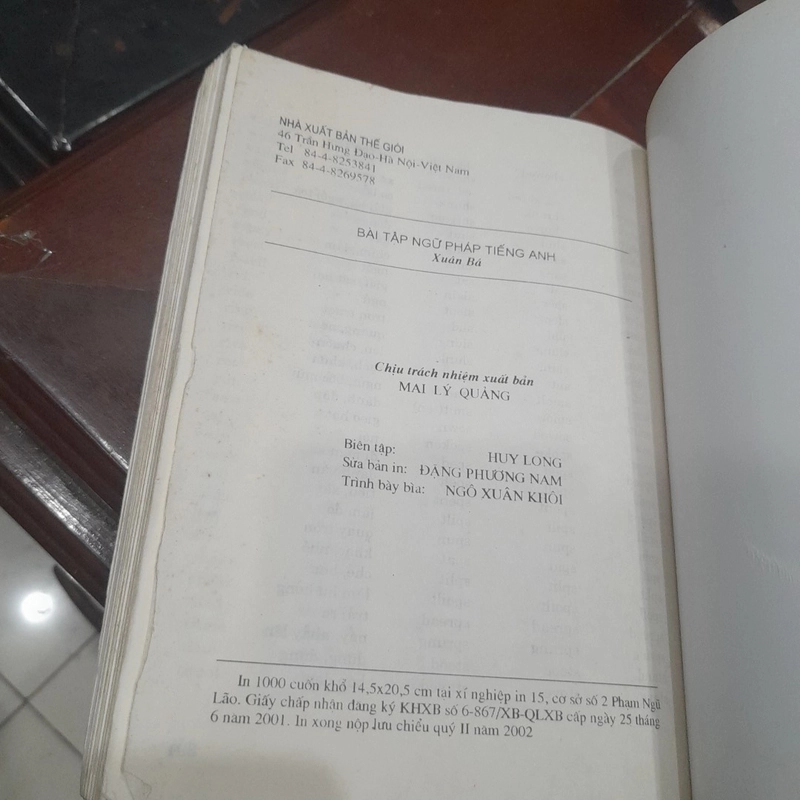 NHÀ XUẤT BẢN THẾ GIỚI
46 Trần Hưng Đạo-Hà Nội-Việt Nam
Tel 84-4-8253841
Fax 84-4-8269578
BÀI TẬP NGỮ PHÁP TIẾNG ANH
Xuân Bá
Chịu trách nhiệm xuất bản
MAI LÝ QUẢNG
Biên tập: HUY LONG
Sửa bản in: ĐẶNG PHƯƠNG NAM
Trình bày bìa: NGÔ XUÂN KHÔI
In 1000 cuốn khổ 14,5x20,5 cm tai xí nghiệp in 15, cơ sở số 2 Phạm Ngũ
Lão. Giấy chấp nhận đang ký KHXB số 6-867/XB-QLXB cấp ngày 25 tháng
6 năm 2001. In xong nộp lưu chiểu quý II năm 2002